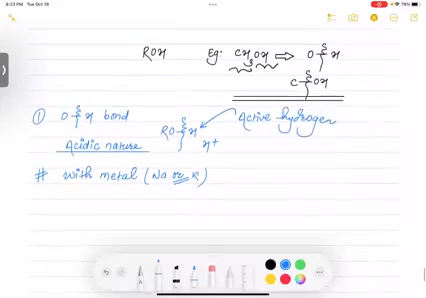 8:03 PM Tue Oct 18
79%
ROH Eg: CH3OH ⇒ O H
C OH
① O H bond RO H Active hydrogen
Acidic nature H+
# with metal (Na or K)